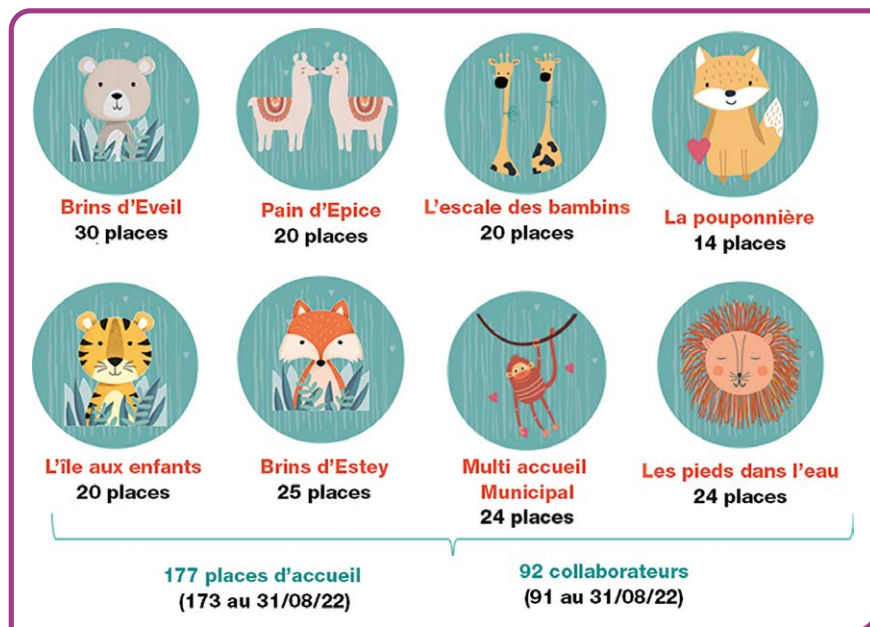 Brins d'Eveil
30 places
Pain d'Epice
20 places
L'escale des bambins
20 places
La pouponnière
14 places
L'île aux enfants
20 places
Brins d'Estey
25 places
Multi accueil
Municipal
24 places
Les pieds dans l'eau
24 places
177 places d'accueil
(173 au 31/08/22)
92 collaborateurs
(91 au 31/08/22)